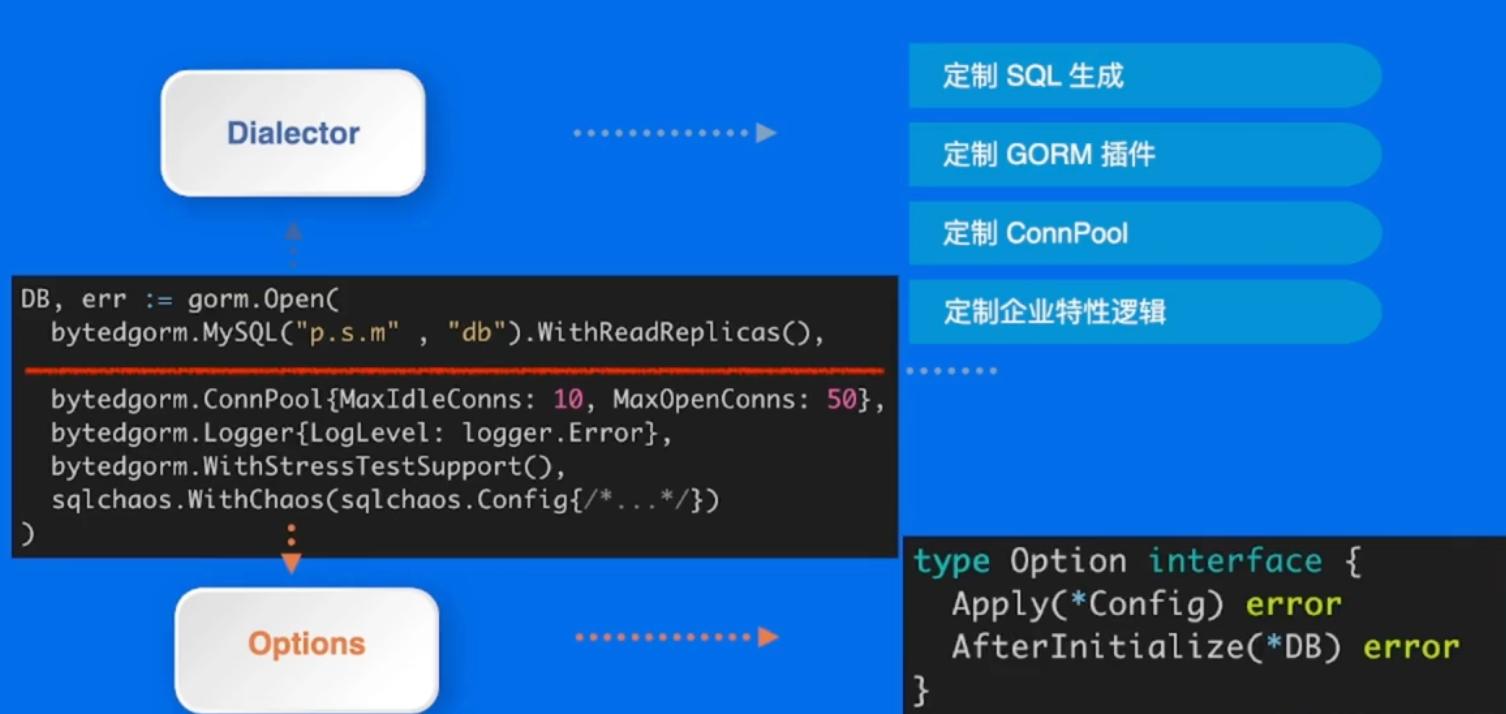 Dialector
定制 SQL 生成
定制 GORM 插件
定制 ConnPool
定制企业特性逻辑
DB, err := gorm.Open(
  bytedgorm.MySQL("p.s.m" , "db").WithReadReplicas(),
  bytedgorm.ConnPool{MaxIdleConns: 10, MaxOpenConns: 50},
  bytedgorm.Logger{LogLevel: logger.Error},
  bytedgorm.WithStressTestSupport(),
  sqlchaos.WithChaos(sqlchaos.Config{/*...*/})
)
Options
type Option interface {
  Apply(*Config) error
  AfterInitialize(*DB) error
}